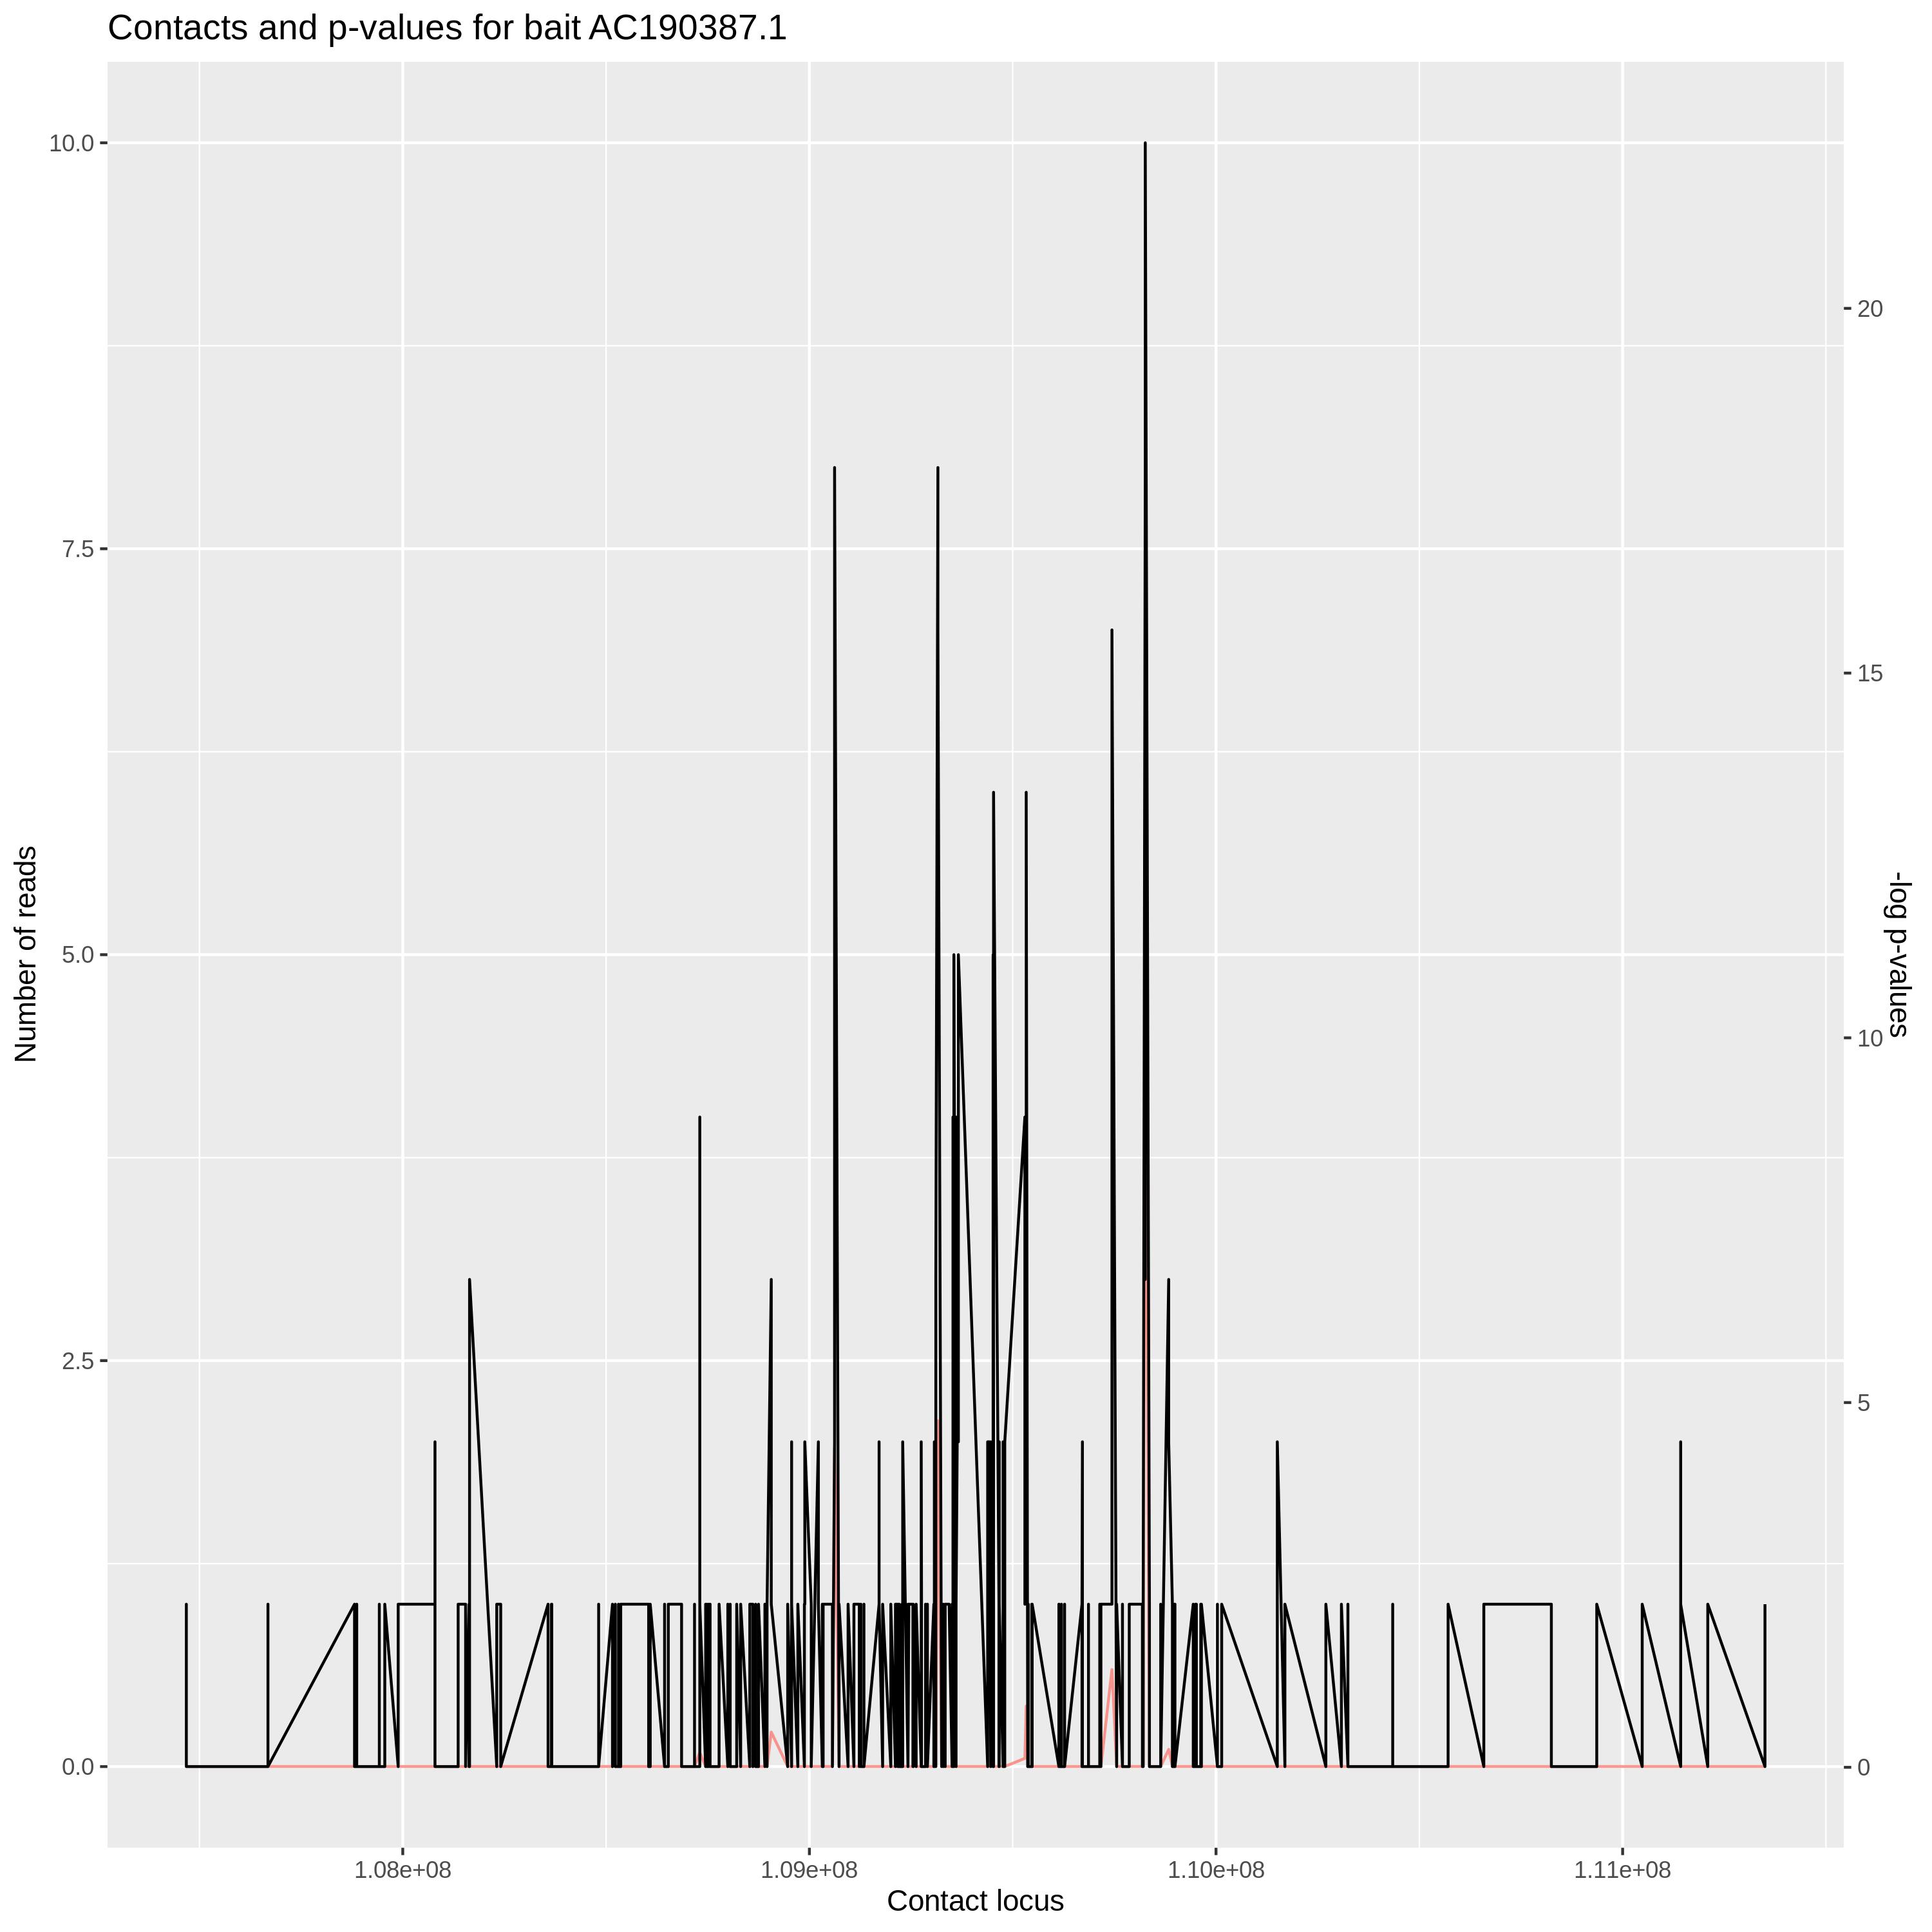 Contacts and p-values for bait AC190387.1
10.0
7.5
5.0
2.5
0.0
Number of reads
20
15
10
5
0
-log p-values
1.08e+08
1.09e+08
1.10e+08
1.11e+08
Contact locus